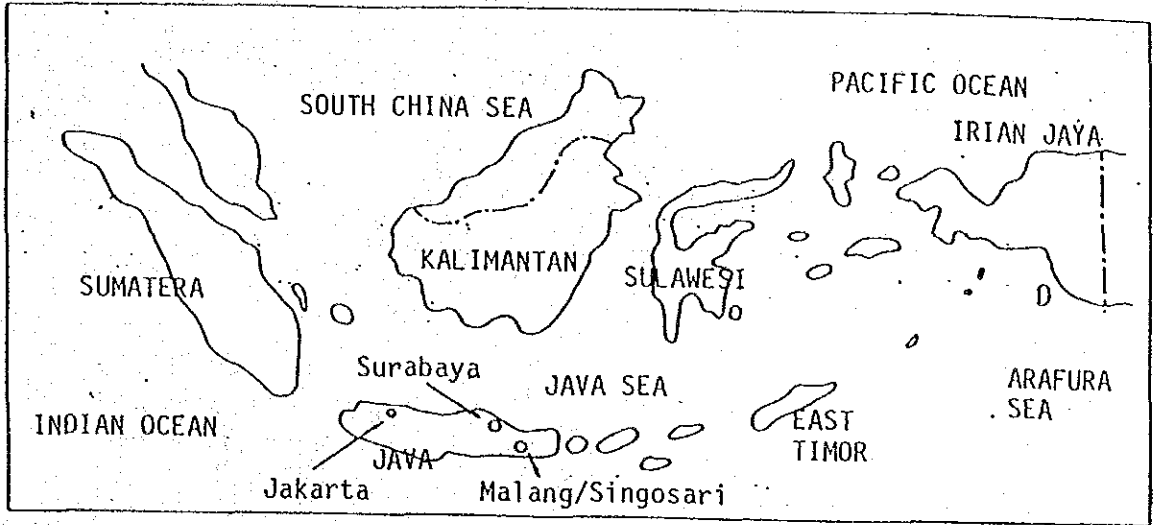 PACIFIC OCEAN
SOUTH CHINA SEA
IRIAN JAYA
KALIMANTAN
SULAWESI
SUMATERA
Surabaya
JAVA SEA
ARAFURA
SEA
INDIAN OCEAN
EAST
TIMOR
JAVA
Jakarta
Malang/Singosari